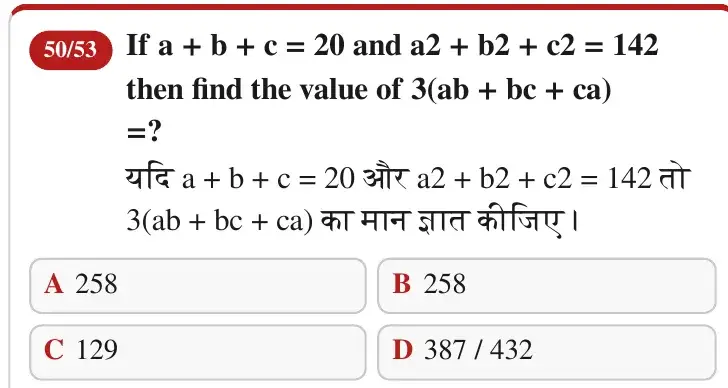 50/53 If a + b + c = 20 and a2 + b2 + c2 = 142
then find the value of 3(ab + bc + ca)
=?
यदि a + b + c = 20 और a2 + b2 + c2 = 142 तो
3(ab + bc + ca) का मान ज्ञात कीजिए।
A 258
B 258
C 129
D 387 / 432